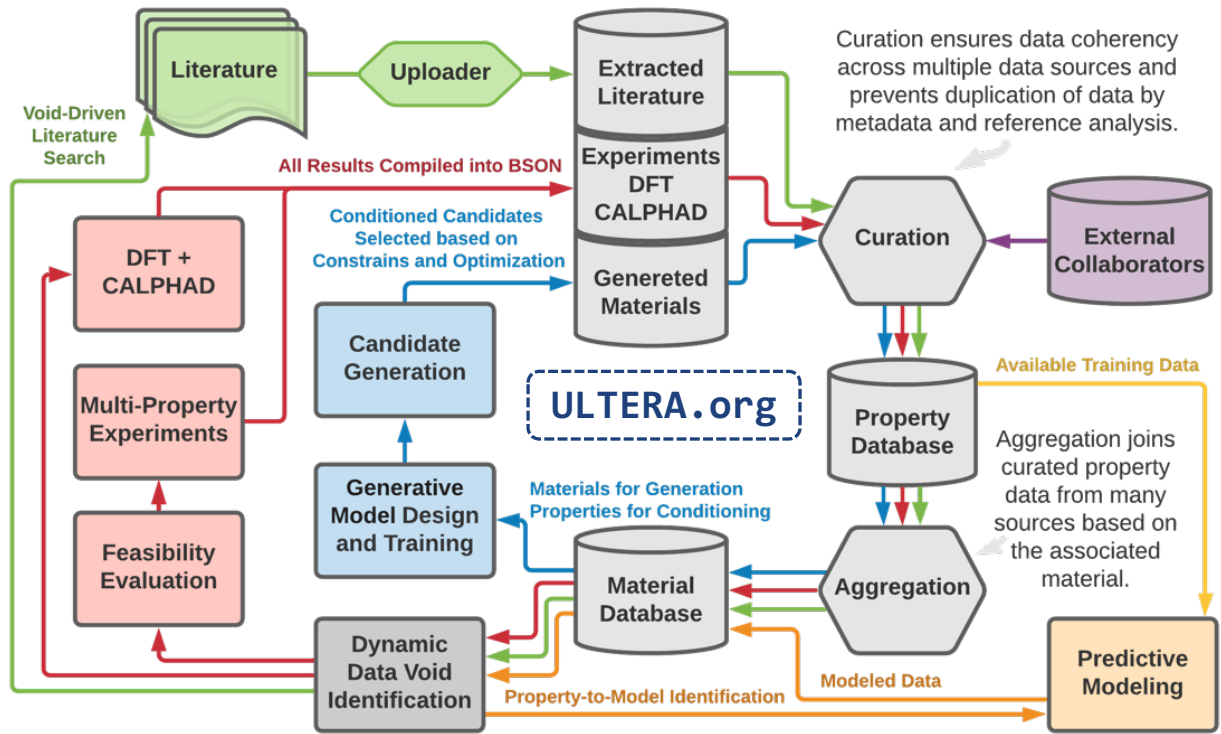 Literature
Uploader
Extracted
Literature
Curation ensures data coherency
across multiple data sources and
prevents duplication of data by
metadata and reference analysis.
Void-Driven
Literature
Search
All Results Compiled into BSON
Experiments
DFT
CALPHAD
Conditioned Candidates
Selected based on
Constrains and Optimization
DFT +
CALPHAD
Genereted
Materials
Curation
External
Collaborators
Candidate
Generation
Multi-Property
Experiments
ULTERA.org
Property
Database
Available Training Data
Aggregation joins
curated property
data from many
sources based on
the associated
material.
Generative
Model Design
and Training
Materials for Generation
Properties for Conditioning
Feasibility
Evaluation
Material
Database
Aggregation
Dynamic
Data Void
Identification
Property-to-Model Identification
Modeled Data
Predictive
Modeling